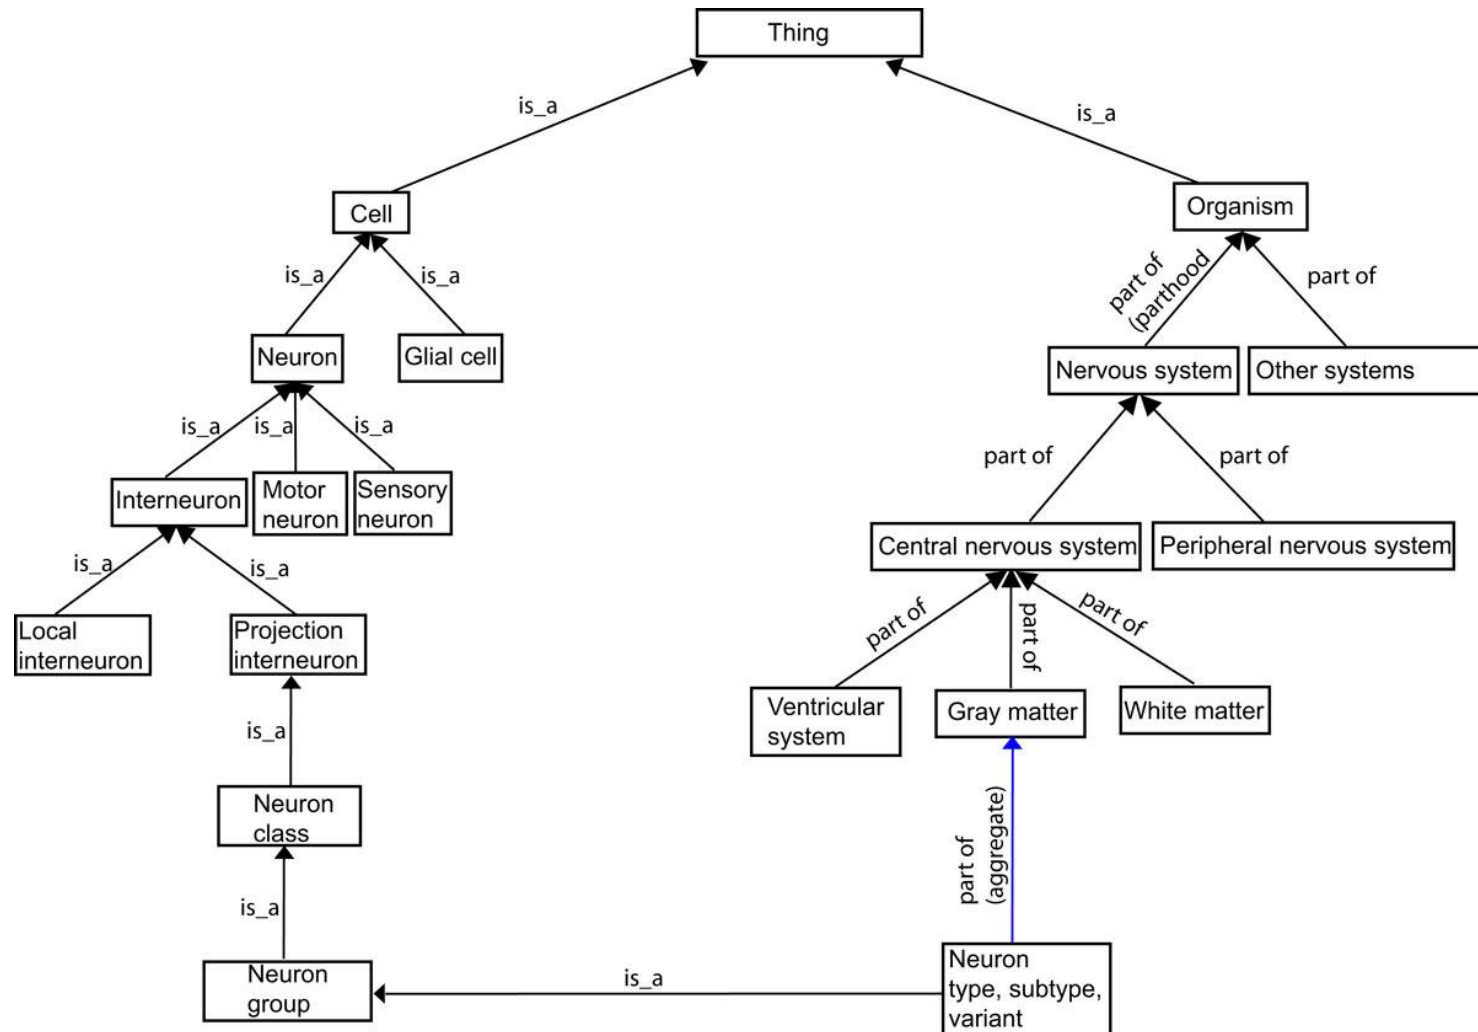 Thing
is_a
is_a
Cell
Organism
is_a
is_a
part of
(parthood
part of
Neuron
Glial cell
Nervous system
Other systems
is_a
is_a
is_a
part of
part of
Interneuron
Motor
neuron
Sensory
neuron
Central nervous system
Peripheral nervous system
is_a
is_a
part of
part of
part of
Local
interneuron
Projection
interneuron
Ventricular
system
Gray matter
White matter
is_a
Neuron
class
part of
(aggregate)
is_a
Neuron
group
is_a
Neuron
type, subtype,
variant